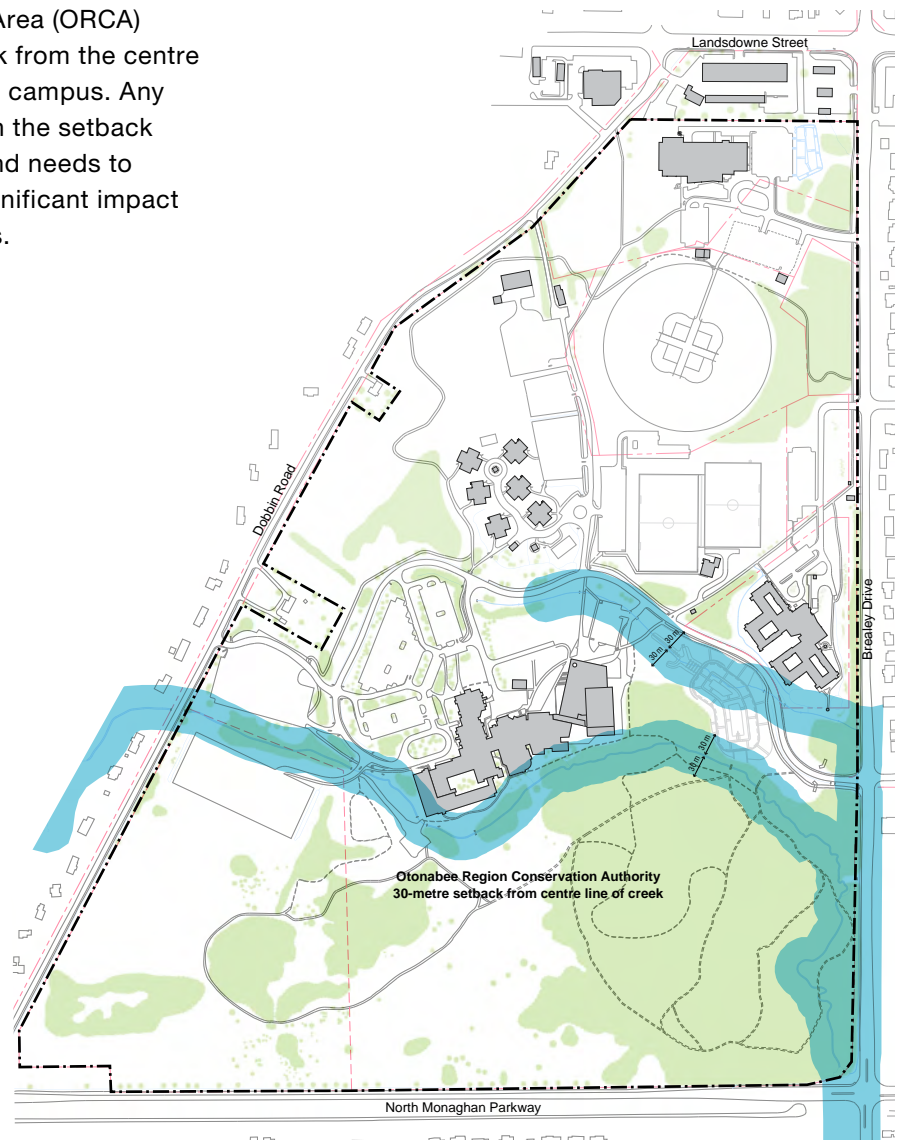 Area (ORCA)
k from the centre
campus. Any
n the setback
nd needs to
nificant impact
s.
Landsdowne Street
Dobbin Road
Brealey Drive
30 m
30 m
30 m
30 m
Otonabee Region Conservation Authority
30-metre setback from centre line of creek
North Monaghan Parkway